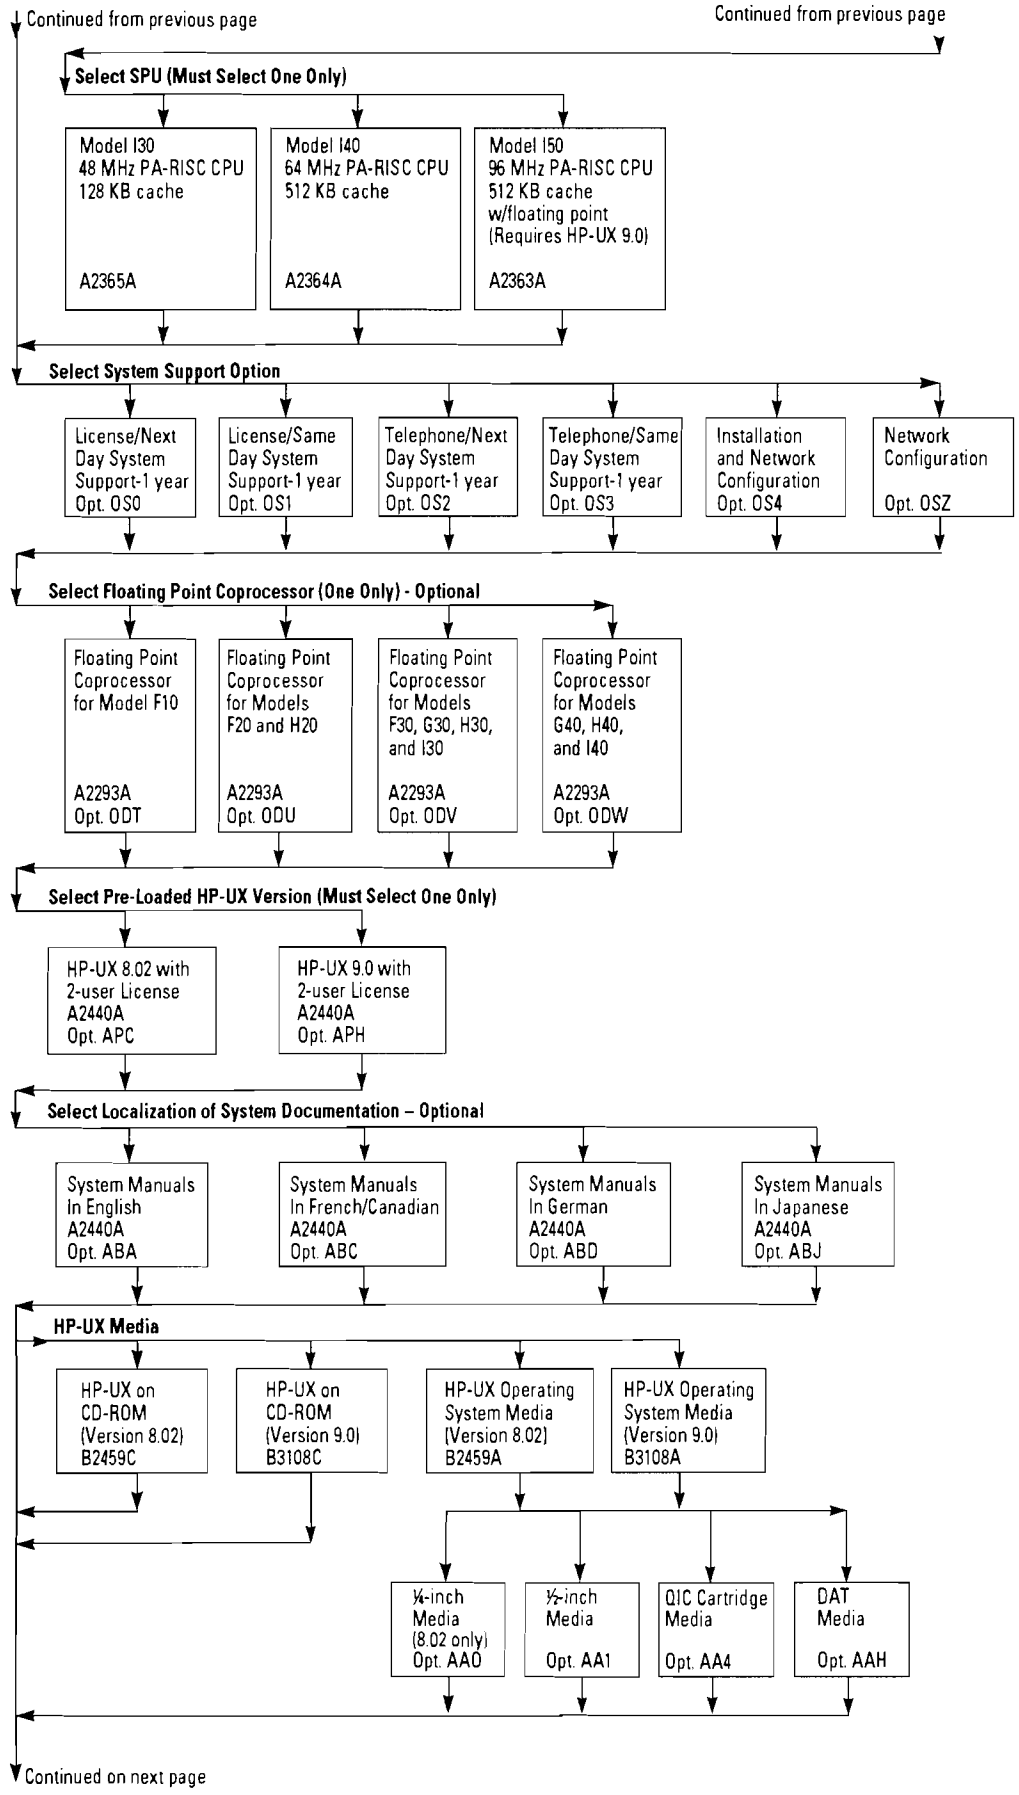 Continued from previous page
Continued from previous page
Select SPU (Must Select One Only)
Model I30
48 MHz PA-RISC CPU
128 KB cache
A2365A
Model I40
64 MHz PA-RISC CPU
512 KB cache
A2364A
Model I50
96 MHz PA-RISC CPU
512 KB cache
w/floating point
(Requires HP-UX 9.0)
A2363A
Select System Support Option
License/Next
Day System
Support-1 year
Opt. OS0
License/Same
Day System
Support-1 year
Opt. OS1
Telephone/Next
Day System
Support-1 year
Opt. OS2
Telephone/Same
Day System
Support-1 year
Opt. OS3
Installation
and Network
Configuration
Opt. OS4
Network
Configuration
Opt. OSZ
Select Floating Point Coprocessor (One Only) - Optional
Floating Point
Coprocessor
for Model F10
A2293A
Opt. ODT
Floating Point
Coprocessor
for Models
F20 and H20
A2293A
Opt. ODU
Floating Point
Coprocessor
for Models
F30, G30, H30,
and I30
A2293A
Opt. ODV
Floating Point
Coprocessor
for Models
G40, H40,
and I40
A2293A
Opt. ODW
Select Pre-Loaded HP-UX Version (Must Select One Only)
HP-UX 8.02 with
2-user License
A2440A
Opt. APC
HP-UX 9.0 with
2-user License
A2440A
Opt. APH
Select Localization of System Documentation – Optional
System Manuals
In English
A2440A
Opt. ABA
System Manuals
In French/Canadian
A2440A
Opt. ABC
System Manuals
In German
A2440A
Opt. ABD
System Manuals
In Japanese
A2440A
Opt. ABJ
HP-UX Media
HP-UX on
CD-ROM
(Version 8.02)
B2459C
HP-UX on
CD-ROM
(Version 9.0)
B3108C
HP-UX Operating
System Media
(Version 8.02)
B2459A
HP-UX Operating
System Media
(Version 9.0)
B3108A
¼-inch
Media
(8.02 only)
Opt. AA0
½-inch
Media
Opt. AA1
QIC Cartridge
Media
Opt. AA4
DAT
Media
Opt. AAH
Continued on next page